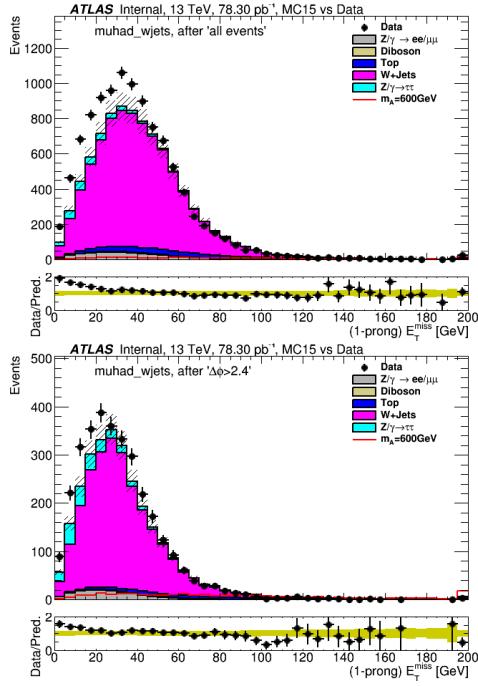 ATLAS Internal, 13 TeV, 78.30 pb⁻¹, MC15 vs Data
Events
muhad_wjets, after 'all events'
Data
Z/γ → ee/μμ
Diboson
Top
W+Jets
Z/γ→ττ
m_A=600GeV
1200
1000
800
600
400
200
0
Data/Pred.
2
1
0
0 20 40 60 80 100 120 140 160 180 200
(1-prong) E_T^miss [GeV]
ATLAS Internal, 13 TeV, 78.30 pb⁻¹, MC15 vs Data
Events
muhad_wjets, after 'Δϕ>2.4'
Data
Z/γ → ee/μμ
Diboson
Top
W+Jets
Z/γ→ττ
m_A=600GeV
500
400
300
200
100
0
Data/Pred.
2
1
0
0 20 40 60 80 100 120 140 160 180 200
(1-prong) E_T^miss [GeV]